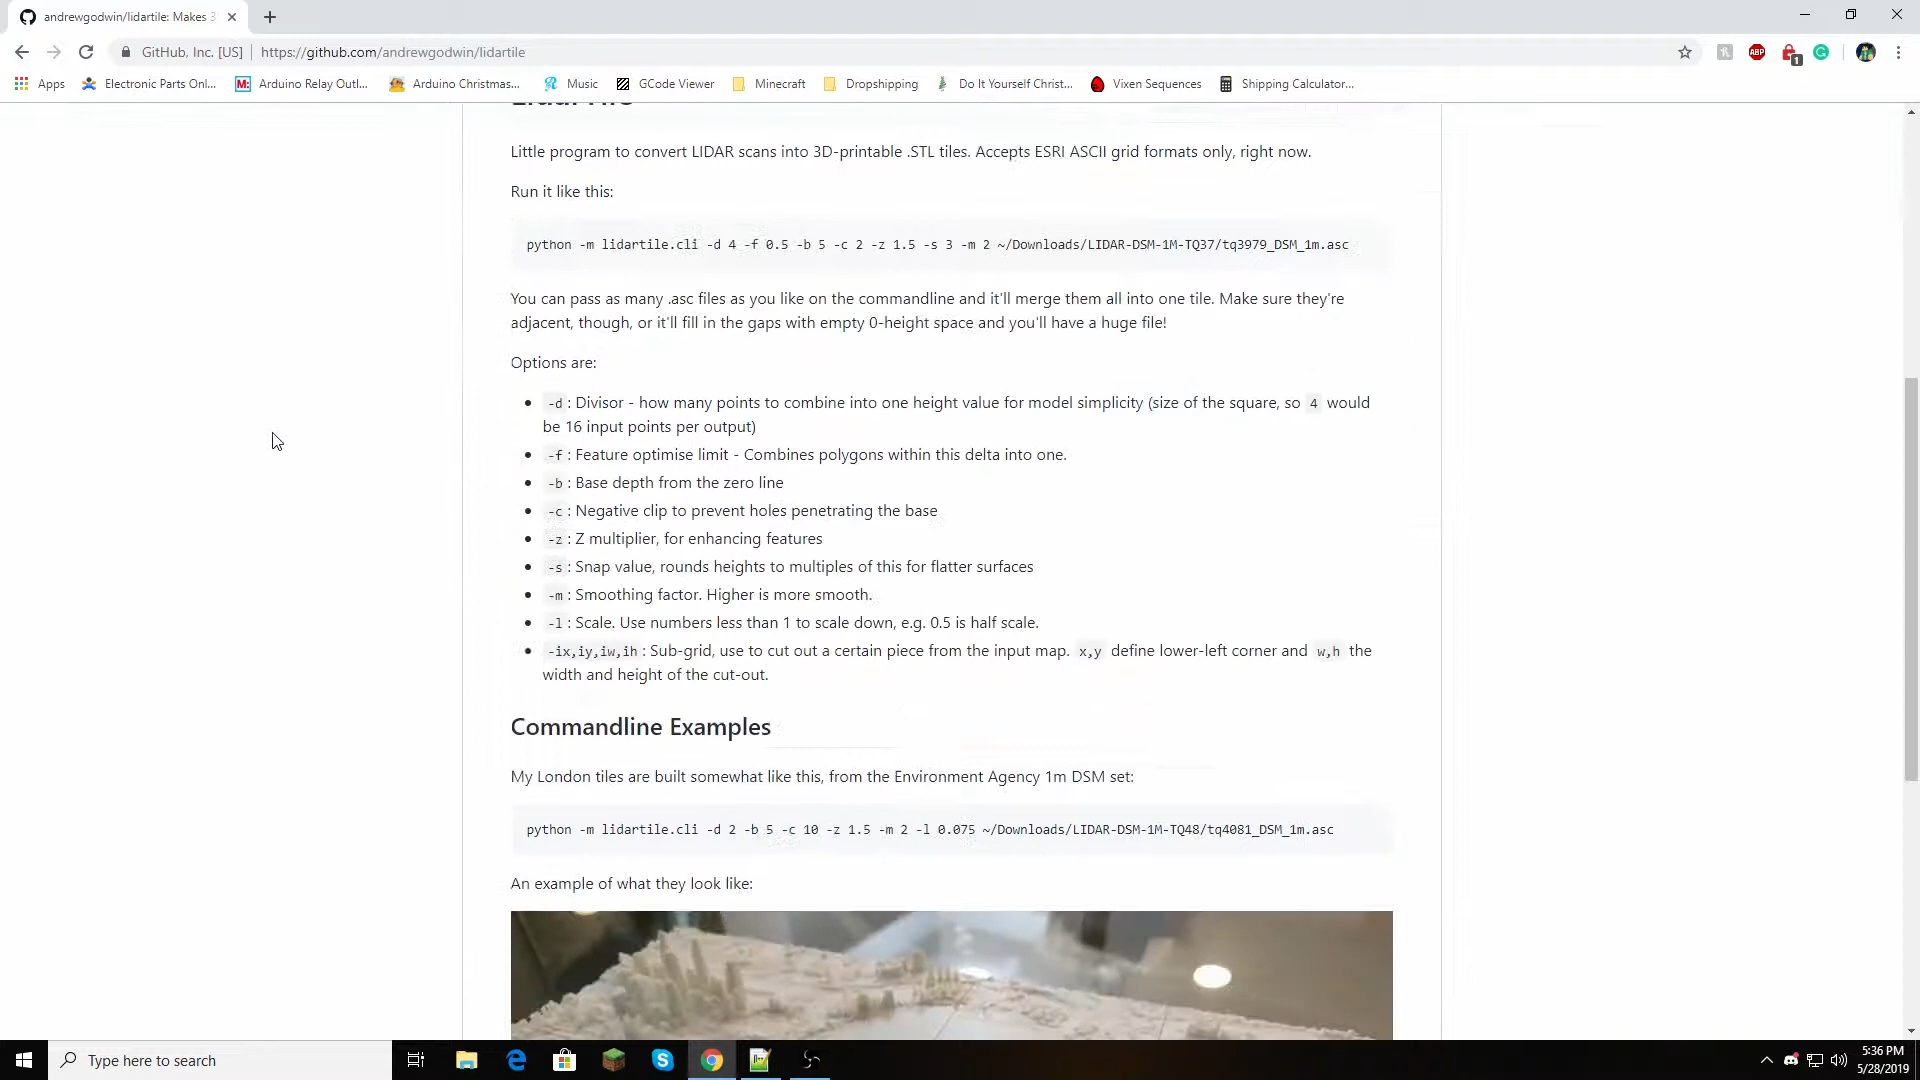 andrewgodwin/lidartile: Makes 3
GitHub, Inc. [US] https://github.com/andrewgodwin/lidartile
ABP
1
Apps Electronic Parts Onl... M: Arduino Relay Outl... Arduino Christmas... Music GCode Viewer Minecraft Dropshipping Do It Yourself Christ... Vixen Sequences Shipping Calculator...
Little program to convert LIDAR scans into 3D-printable .STL tiles. Accepts ESRI ASCII grid formats only, right now.
Run it like this:
python -m lidartile.cli -d 4 -f 0.5 -b 5 -c 2 -z 1.5 -s 3 -m 2 ~/Downloads/LIDAR-DSM-1M-TQ37/tq3979_DSM_1m.asc
You can pass as many .asc files as you like on the commandline and it'll merge them all into one tile. Make sure they're
adjacent, though, or it'll fill in the gaps with empty 0-height space and you'll have a huge file!
Options are:
-d : Divisor - how many points to combine into one height value for model simplicity (size of the square, so 4 would
be 16 input points per output)
-f : Feature optimise limit - Combines polygons within this delta into one.
-b : Base depth from the zero line
-c : Negative clip to prevent holes penetrating the base
-z : Z multiplier, for enhancing features
-s : Snap value, rounds heights to multiples of this for flatter surfaces
-m : Smoothing factor. Higher is more smooth.
-l : Scale. Use numbers less than 1 to scale down, e.g. 0.5 is half scale.
-ix,iy,iw,ih : Sub-grid, use to cut out a certain piece from the input map. x,y define lower-left corner and w,h the
width and height of the cut-out.
Commandline Examples
My London tiles are built somewhat like this, from the Environment Agency 1m DSM set:
python -m lidartile.cli -d 2 -b 5 -c 10 -z 1.5 -m 2 -l 0.075 ~/Downloads/LIDAR-DSM-1M-TQ48/tq4081_DSM_1m.asc
An example of what they look like:
Type here to search
5:36 PM
5/28/2019